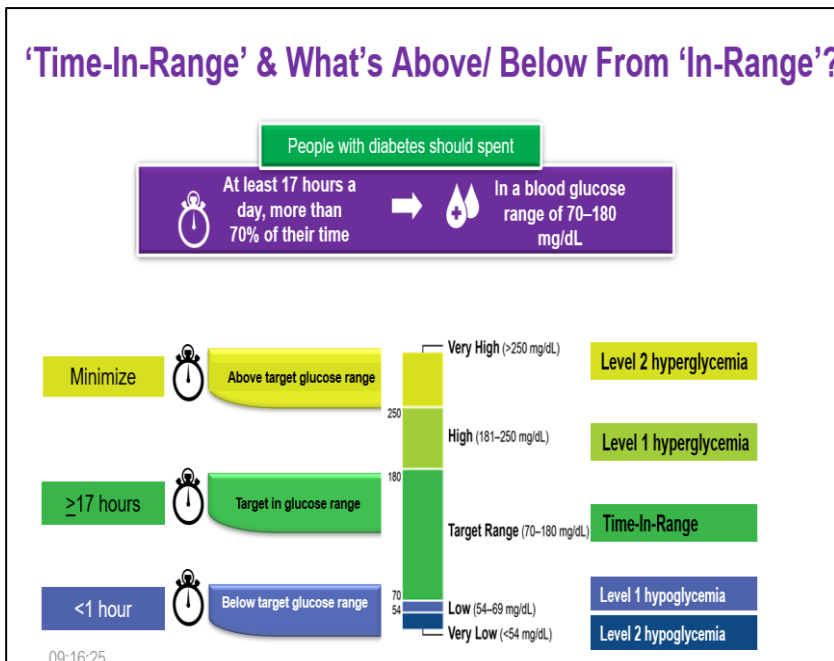 ‘Time-In-Range’ & What’s Above/ Below From ‘In-Range’?
People with diabetes should spent
At least 17 hours a
day, more than
70% of their time
In a blood glucose
range of 70–180
mg/dL
Minimize
Above target glucose range
Very High (>250 mg/dL)
Level 2 hyperglycemia
250
High (181–250 mg/dL)
Level 1 hyperglycemia
180
≥17 hours
Target in glucose range
Target Range (70–180 mg/dL)
Time-In-Range
70
54
<1 hour
Below target glucose range
Low (54–69 mg/dL)
Very Low (<54 mg/dL)
Level 1 hypoglycemia
Level 2 hypoglycemia
09:16:25